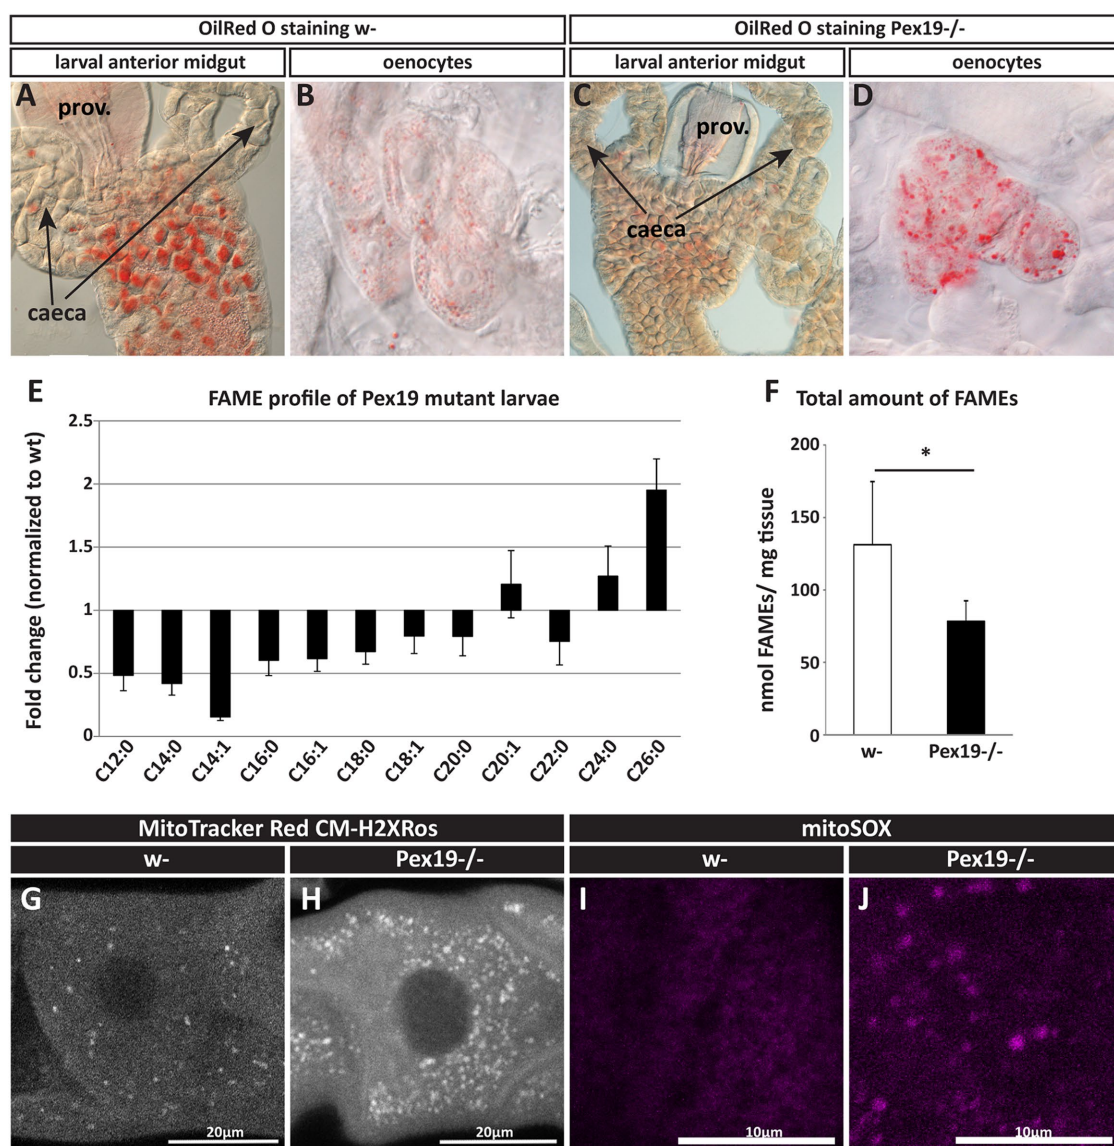 OilRed O staining w-
OilRed O staining Pex19-/-
larval anterior midgut
oenocytes
larval anterior midgut
oenocytes
A
prov.
caeca
B
C
prov.
caeca
D
E
FAME profile of Pex19 mutant larvae
Fold change (normalized to wt)
2.5
2
1.5
1
0.5
0
C12:0
C14:0
C14:1
C16:0
C16:1
C18:0
C18:1
C20:0
C20:1
C22:0
C24:0
C26:0
F
Total amount of FAMEs
nmol FAMEs/ mg tissue
200
150
100
50
0
*
w-
Pex19-/-
MitoTracker Red CM-H2XRos
mitoSOX
w-
Pex19-/-
w-
Pex19-/-
G
20µm
H
20µm
I
10µm
J
10µm